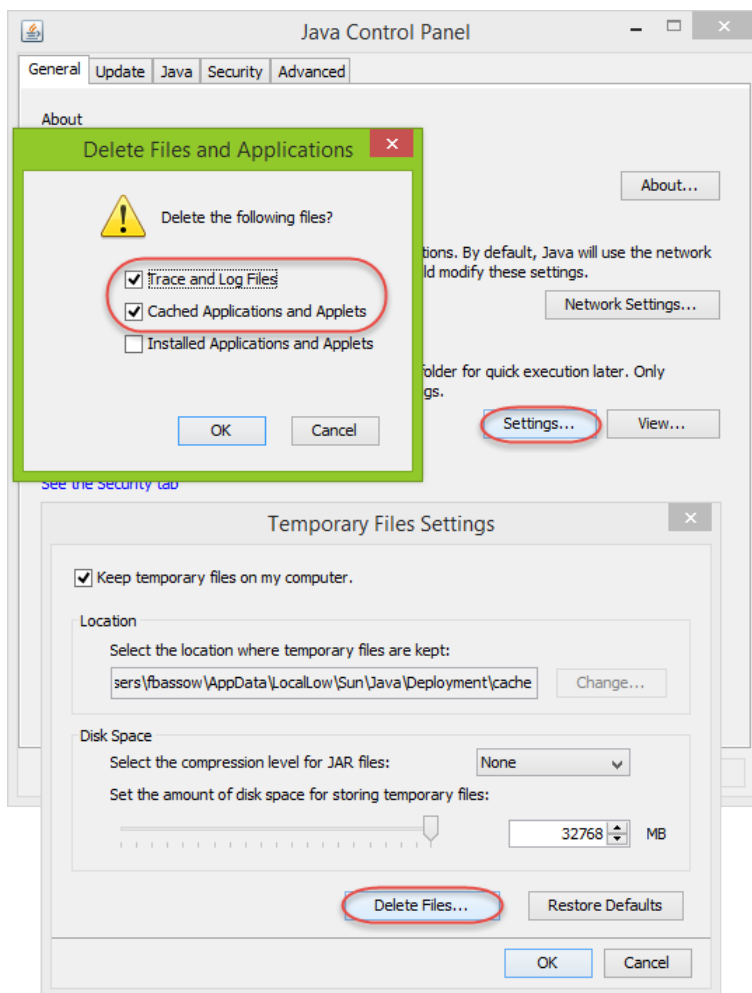 Java Control Panel
General Update Java Security Advanced
About
Delete Files and Applications
About...
Delete the following files?
tions. By default, Java will use the network
ld modify these settings.
Trace and Log Files
Network Settings...
Cached Applications and Applets
Installed Applications and Applets
folder for quick execution later. Only
gs.
OK Cancel
Settings... View...
See the Security tab
Temporary Files Settings
Keep temporary files on my computer.
Location
Select the location where temporary files are kept:
sers\fbassow\AppData\LocalLow\Sun\Java\Deployment\cache Change...
Disk Space
Select the compression level for JAR files: None
Set the amount of disk space for storing temporary files:
32768 MB
Delete Files... Restore Defaults
OK Cancel